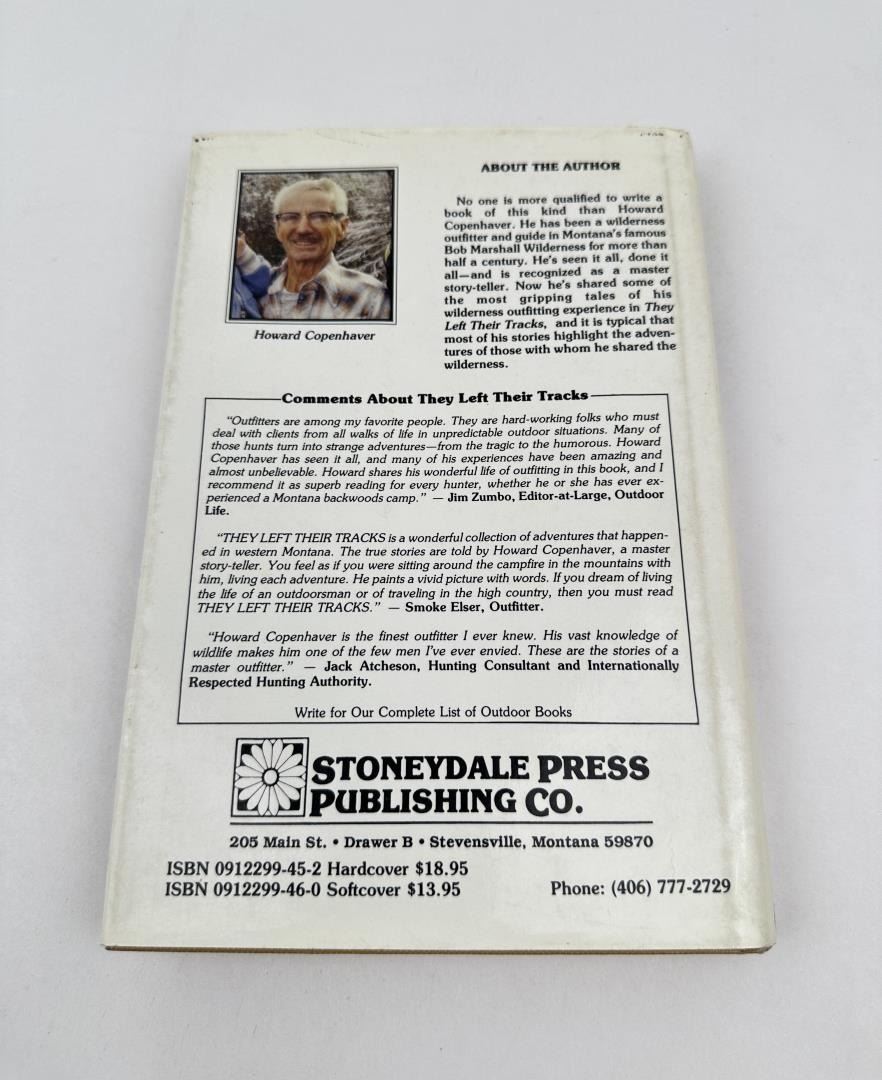 ABOUT THE AUTHOR
No one is more qualified to write a
book of this kind than Howard
Copenhaver. He has been a wilderness
outfitter and guide in Montana's famous
Bob Marshall Wilderness for more than
half a century. He's seen it all, done it
all—and is recognized as a master
story-teller. Now he's shared some of
the most gripping tales of his
wilderness outfitting experience in They
Left Their Tracks, and it is typical that
most of his stories highlight the adven-
tures of those with whom he shared the
wilderness.
Howard Copenhaver
Comments About They Left Their Tracks
"Outfitters are among my favorite people. They are hard-working folks who must
deal with clients from all walks of life in unpredictable outdoor situations. Many of
those hunts turn into strange adventures—from the tragic to the humorous. Howard
Copenhaver has seen it all, and many of his experiences have been amazing and
almost unbelievable. Howard shares his wonderful life of outfitting in this book, and I
recommend it as superb reading for every hunter, whether he or she has ever ex-
perienced a Montana backwoods camp." — Jim Zumbo, Editor-at-Large, Outdoor
Life.
"THEY LEFT THEIR TRACKS is a wonderful collection of adventures that happen-
ed in western Montana. The true stories are told by Howard Copenhaver, a master
story-teller. You feel as if you were sitting around the campfire in the mountains with
him, living each adventure. He paints a vivid picture with words. If you dream of living
the life of an outdoorsman or of traveling in the high country, then you must read
THEY LEFT THEIR TRACKS." — Smoke Elser, Outfitter.
"Howard Copenhaver is the finest outfitter I ever knew. His vast knowledge of
wildlife makes him one of the few men I've ever envied. These are the stories of a
master outfitter." — Jack Atcheson, Hunting Consultant and Internationally
Respected Hunting Authority.
Write for Our Complete List of Outdoor Books
STONEYDALE PRESS
PUBLISHING CO.
205 Main St. • Drawer B • Stevensville, Montana 59870
ISBN 0912299-45-2 Hardcover $18.95
ISBN 0912299-46-0 Softcover $13.95
Phone: (406) 777-2729